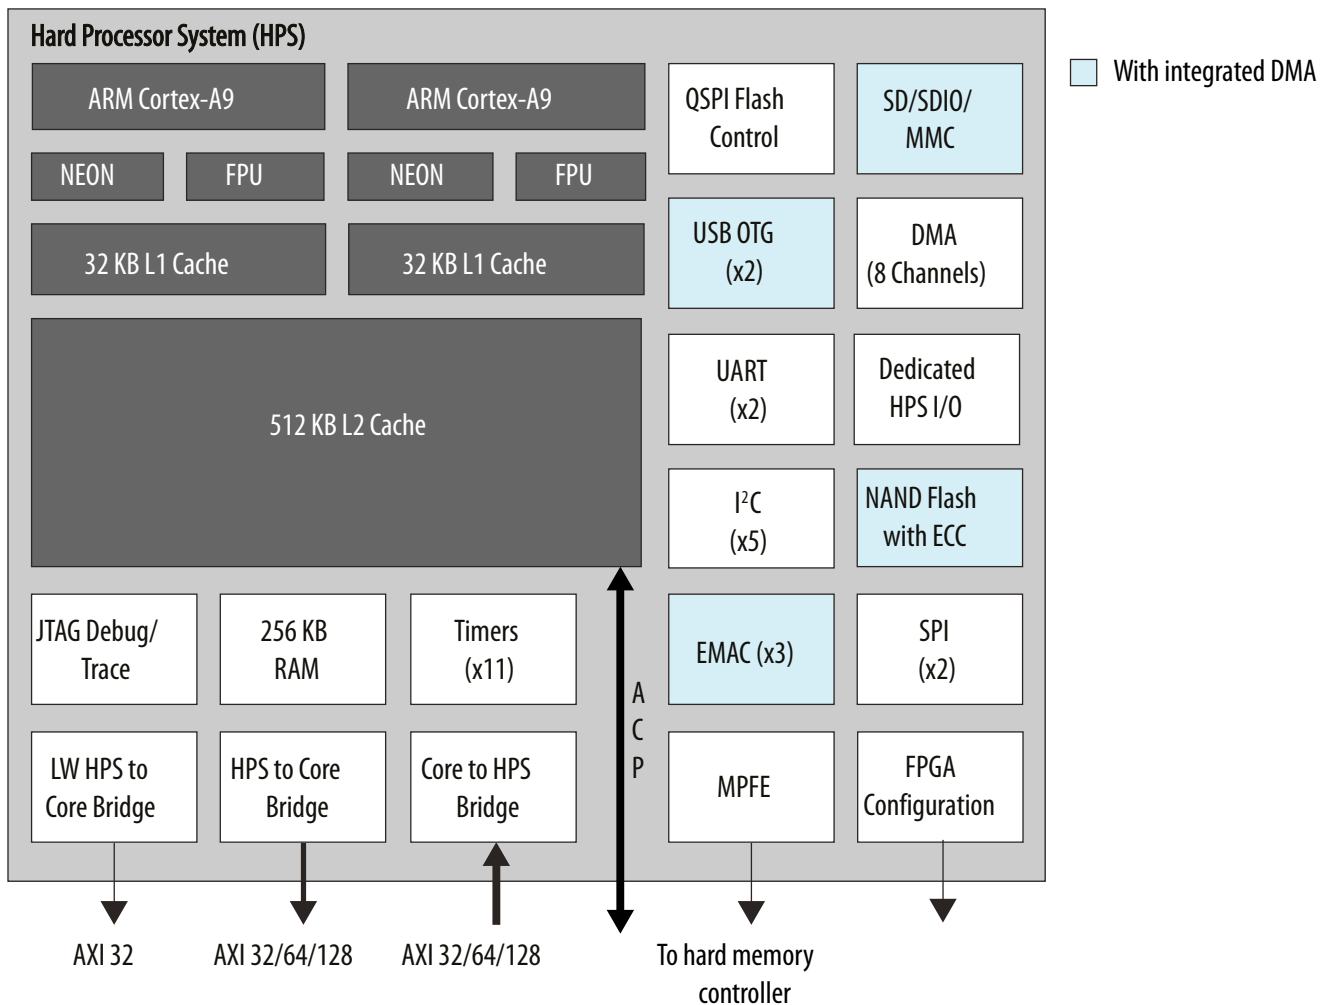 Hard Processor System (HPS)
With integrated DMA
ARM Cortex-A9
ARM Cortex-A9
QSPI Flash
Control
SD/SDIO/
MMC
NEON
FPU
NEON
FPU
USB OTG
(x2)
DMA
(8 Channels)
32 KB L1 Cache
32 KB L1 Cache
512 KB L2 Cache
UART
(x2)
Dedicated
HPS I/O
I²C
(x5)
NAND Flash
with ECC
JTAG Debug/
Trace
256 KB
RAM
Timers
(x11)
A
C
P
EMAC (x3)
SPI
(x2)
LW HPS to
Core Bridge
HPS to Core
Bridge
Core to HPS
Bridge
MPFE
FPGA
Configuration
AXI 32
AXI 32/64/128
AXI 32/64/128
To hard memory
controller